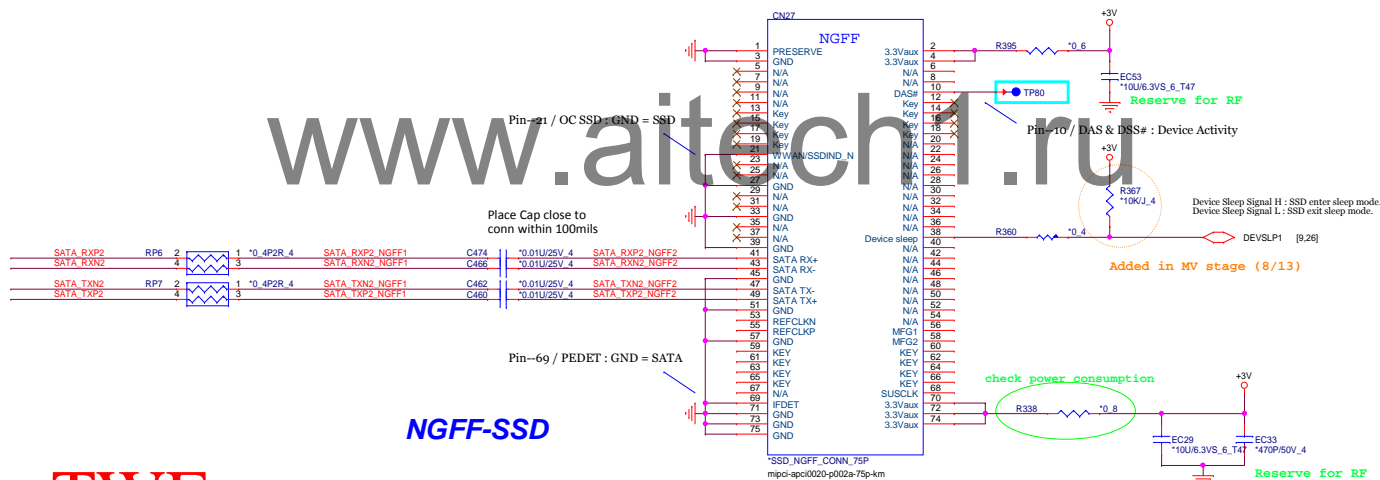 CN27
NGFF
+3V
1 PRESERVE 3.3Vaux 2
3 GND 3.3Vaux 4
5 N/A N/A 6
7 N/A N/A 8
9 N/A DAS# 10
11 N/A Key 12
13 Key Key 14
15 Key Key 16
17 Key Key 18
19 Key N/A 20
21 WWAN/SSDIND_N N/A 22
23 N/A N/A 24
25 N/A N/A 26
27 GND N/A 28
29 N/A N/A 30
31 N/A N/A 32
33 GND N/A 34
35 N/A N/A 36
37 N/A Device sleep 38
39 GND N/A 40
41 SATA RX+ N/A 42
43 SATA RX- N/A 44
45 GND N/A 46
47 SATA TX- N/A 48
49 SATA TX+ N/A 50
51 GND N/A 52
53 REFCLKN N/A 54
55 REFCLKP MFG1 56
57 GND MFG2 58
59 KEY KEY 60
61 KEY KEY 62
63 KEY KEY 64
65 KEY KEY 66
67 N/A SUSCLK 68
69 IFDET 3.3Vaux 70
71 GND 3.3Vaux 72
73 GND 3.3Vaux 74
75 GND
*SSD_NGFF_CONN_75P
mipci-apci0020-p002a-75p-km
R395 *0_6
EC53
*10U/6.3VS_6_T47
Reserve for RF
TP80
Pin--10 / DAS & DSS# : Device Activity
Pin--21 / OC SSD : GND = SSD
www.aitech1.ru
+3V
R367
*10K/J_4
Device Sleep Signal H : SSD enter sleep mode.
Device Sleep Signal L : SSD exit sleep mode.
R360 *0_4
DEVSLP1 [9,26]
Added in MV stage (8/13)
Place Cap close to
conn within 100mils
SATA_RXP2 RP6 2 1 *0_4P2R_4 SATA_RXP2_NGFF1 C474 *0.01U/25V_4 SATA_RXP2_NGFF2
SATA_RXN2 4 3 SATA_RXN2_NGFF1 C466 *0.01U/25V_4 SATA_RXN2_NGFF2
SATA_TXN2 RP7 2 1 *0_4P2R_4 SATA_TXN2_NGFF1 C462 *0.01U/25V_4 SATA_TXN2_NGFF2
SATA_TXP2 4 3 SATA_TXP2_NGFF1 C460 *0.01U/25V_4 SATA_TXP2_NGFF2
Pin--69 / PEDET : GND = SATA
NGFF-SSD
check power consumption
R338 *0_8
+3V
EC29
*10U/6.3VS_6_T47
EC33
*470P/50V_4
Reserve for RF